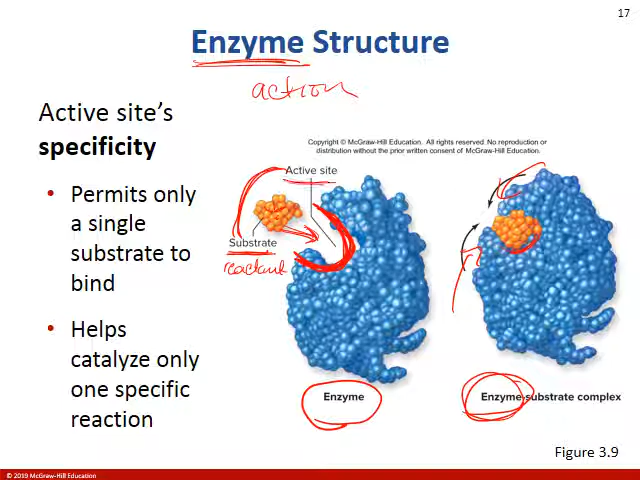 17
Enzyme Structure
action
Active site's
specificity
• Permits only
a single
substrate to
bind
• Helps
catalyze only
one specific
reaction
Copyright © McGraw-Hill Education. All rights reserved. No reproduction or
distribution without the prior written consent of McGraw-Hill Education.
Active site
Substrate
reactant
Enzyme
Enzyme-substrate complex
Figure 3.9
© 2019 McGraw-Hill Education